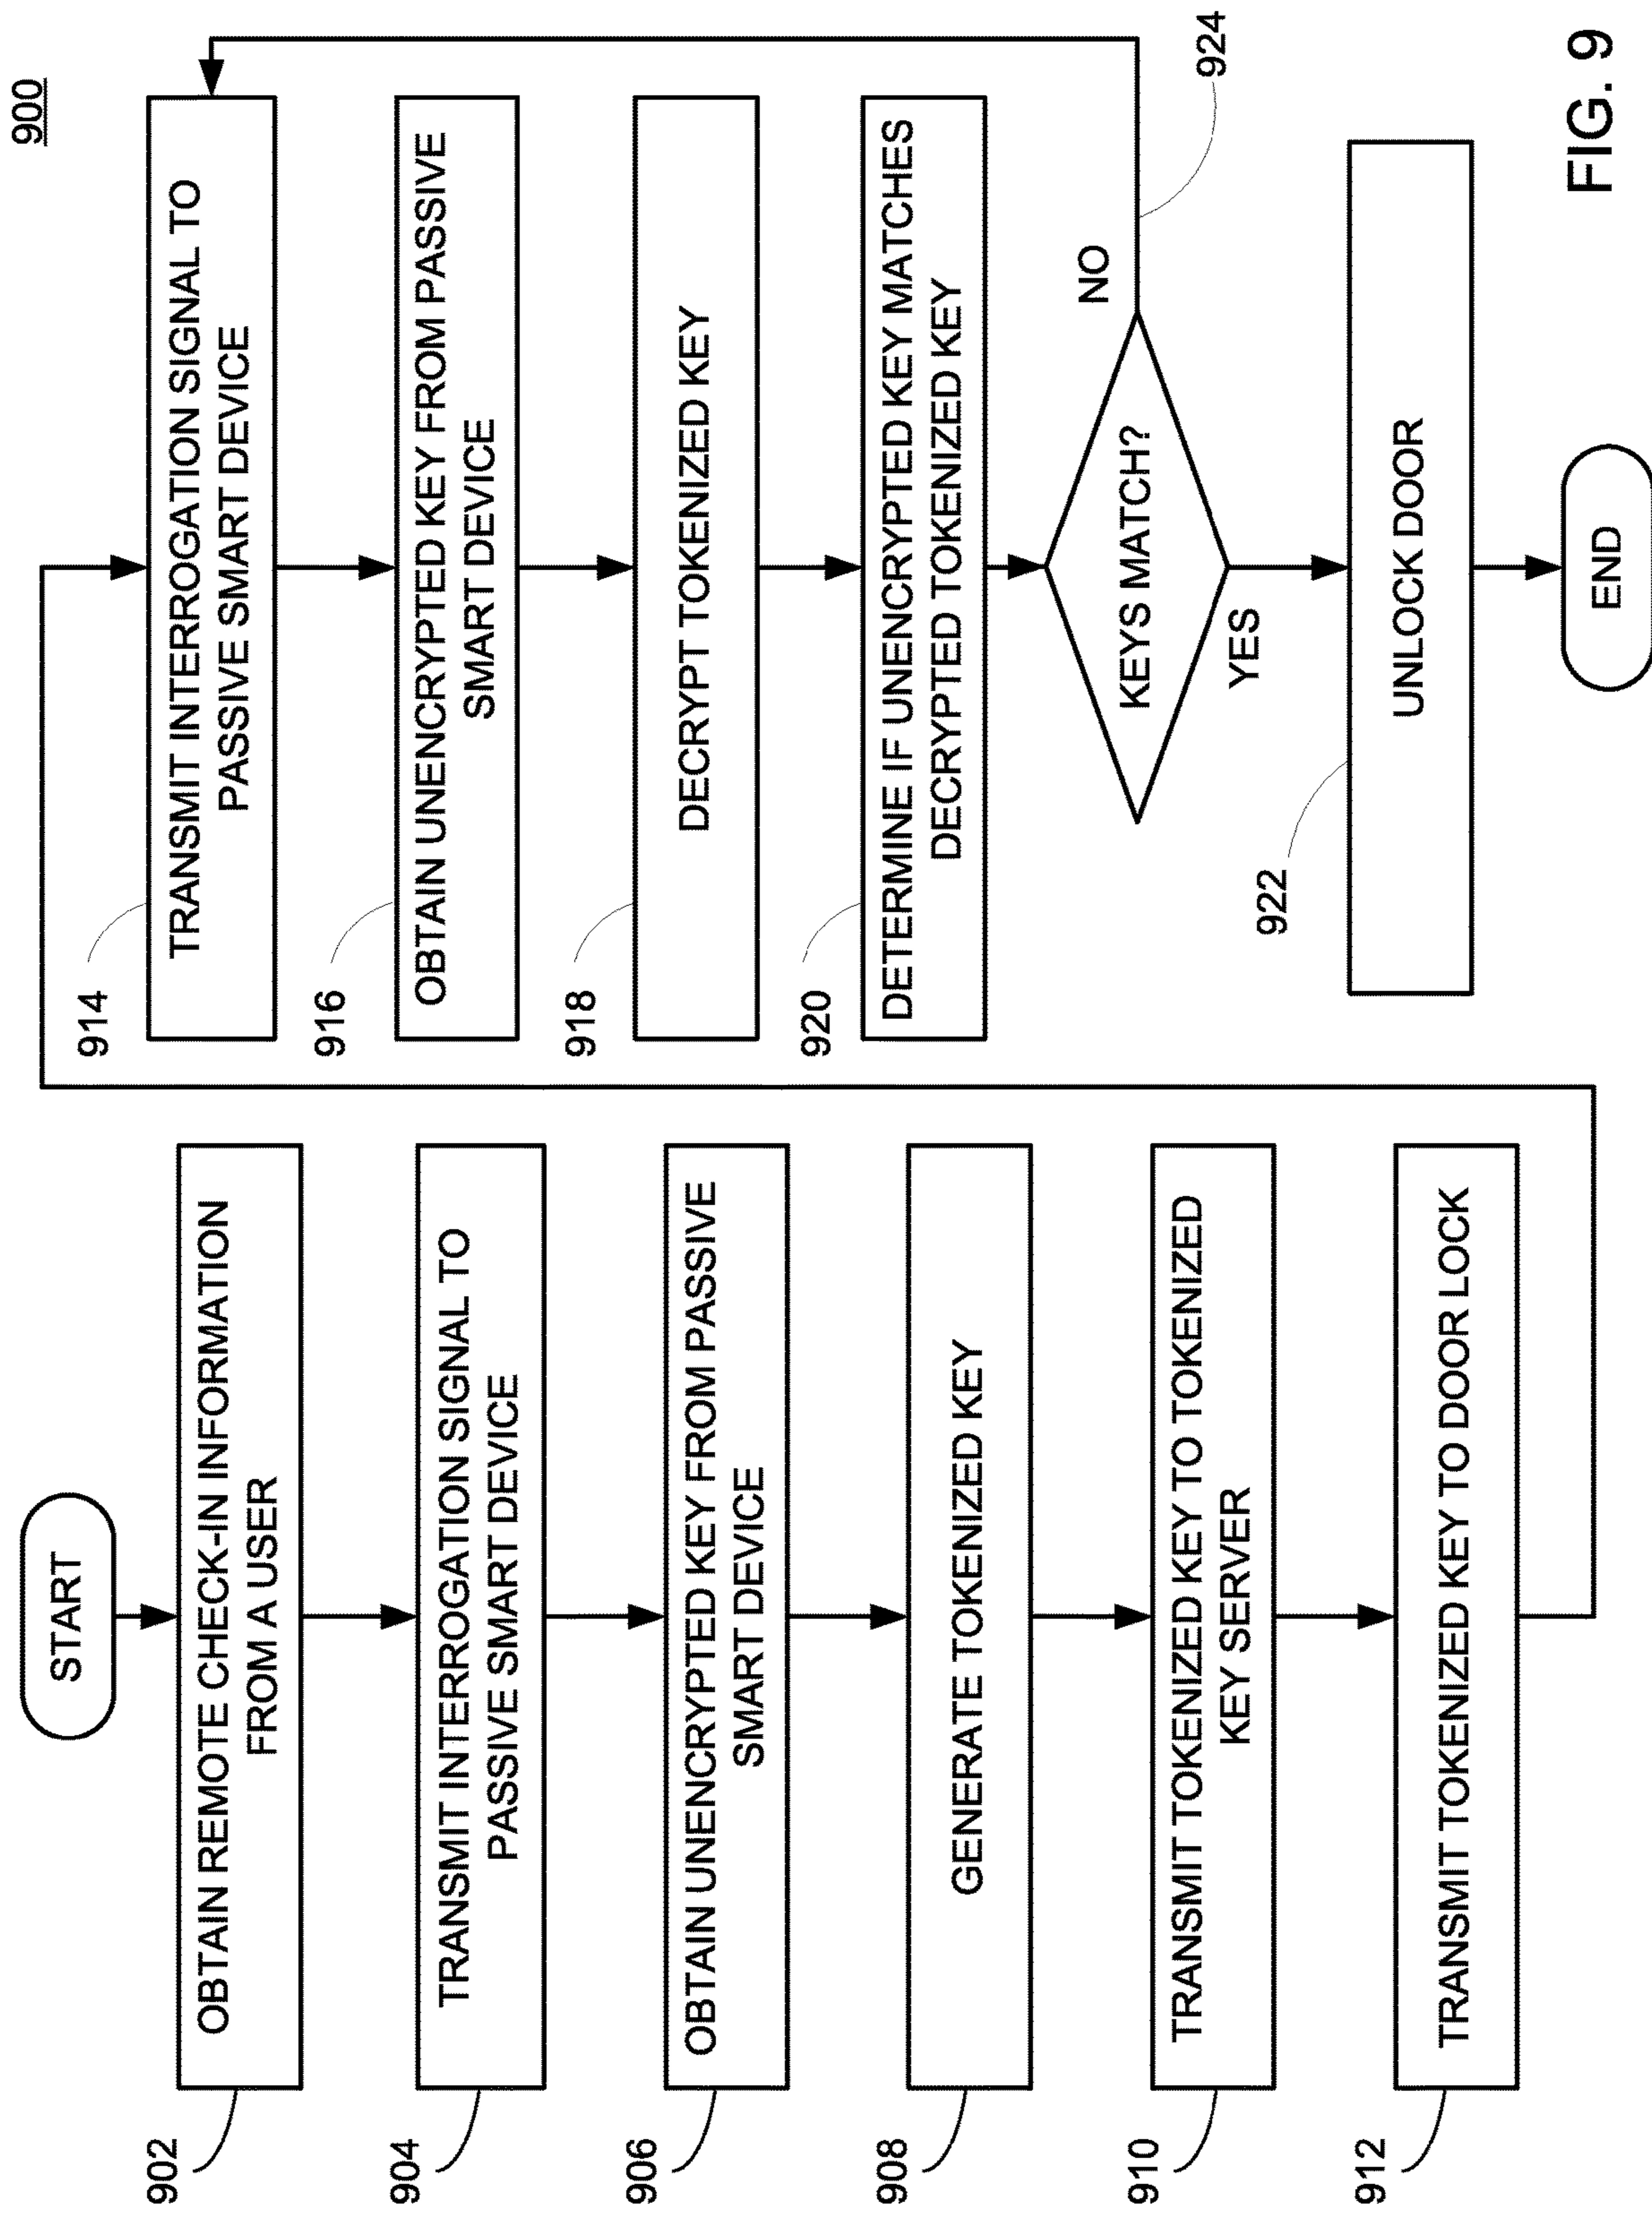 900
START
902
OBTAIN REMOTE CHECK-IN INFORMATION
FROM A USER
904
TRANSMIT INTERROGATION SIGNAL TO
PASSIVE SMART DEVICE
906
OBTAIN UNENCRYPTED KEY FROM PASSIVE
SMART DEVICE
908
GENERATE TOKENIZED KEY
910
TRANSMIT TOKENIZED KEY TO TOKENIZED
KEY SERVER
912
TRANSMIT TOKENIZED KEY TO DOOR LOCK
914
TRANSMIT INTERROGATION SIGNAL TO
PASSIVE SMART DEVICE
916
OBTAIN UNENCRYPTED KEY FROM PASSIVE
SMART DEVICE
918
DECRYPT TOKENIZED KEY
920
DETERMINE IF UNENCRYPTED KEY MATCHES
DECRYPTED TOKENIZED KEY
KEYS MATCH?
NO
924
YES
922
UNLOCK DOOR
END
FIG. 9